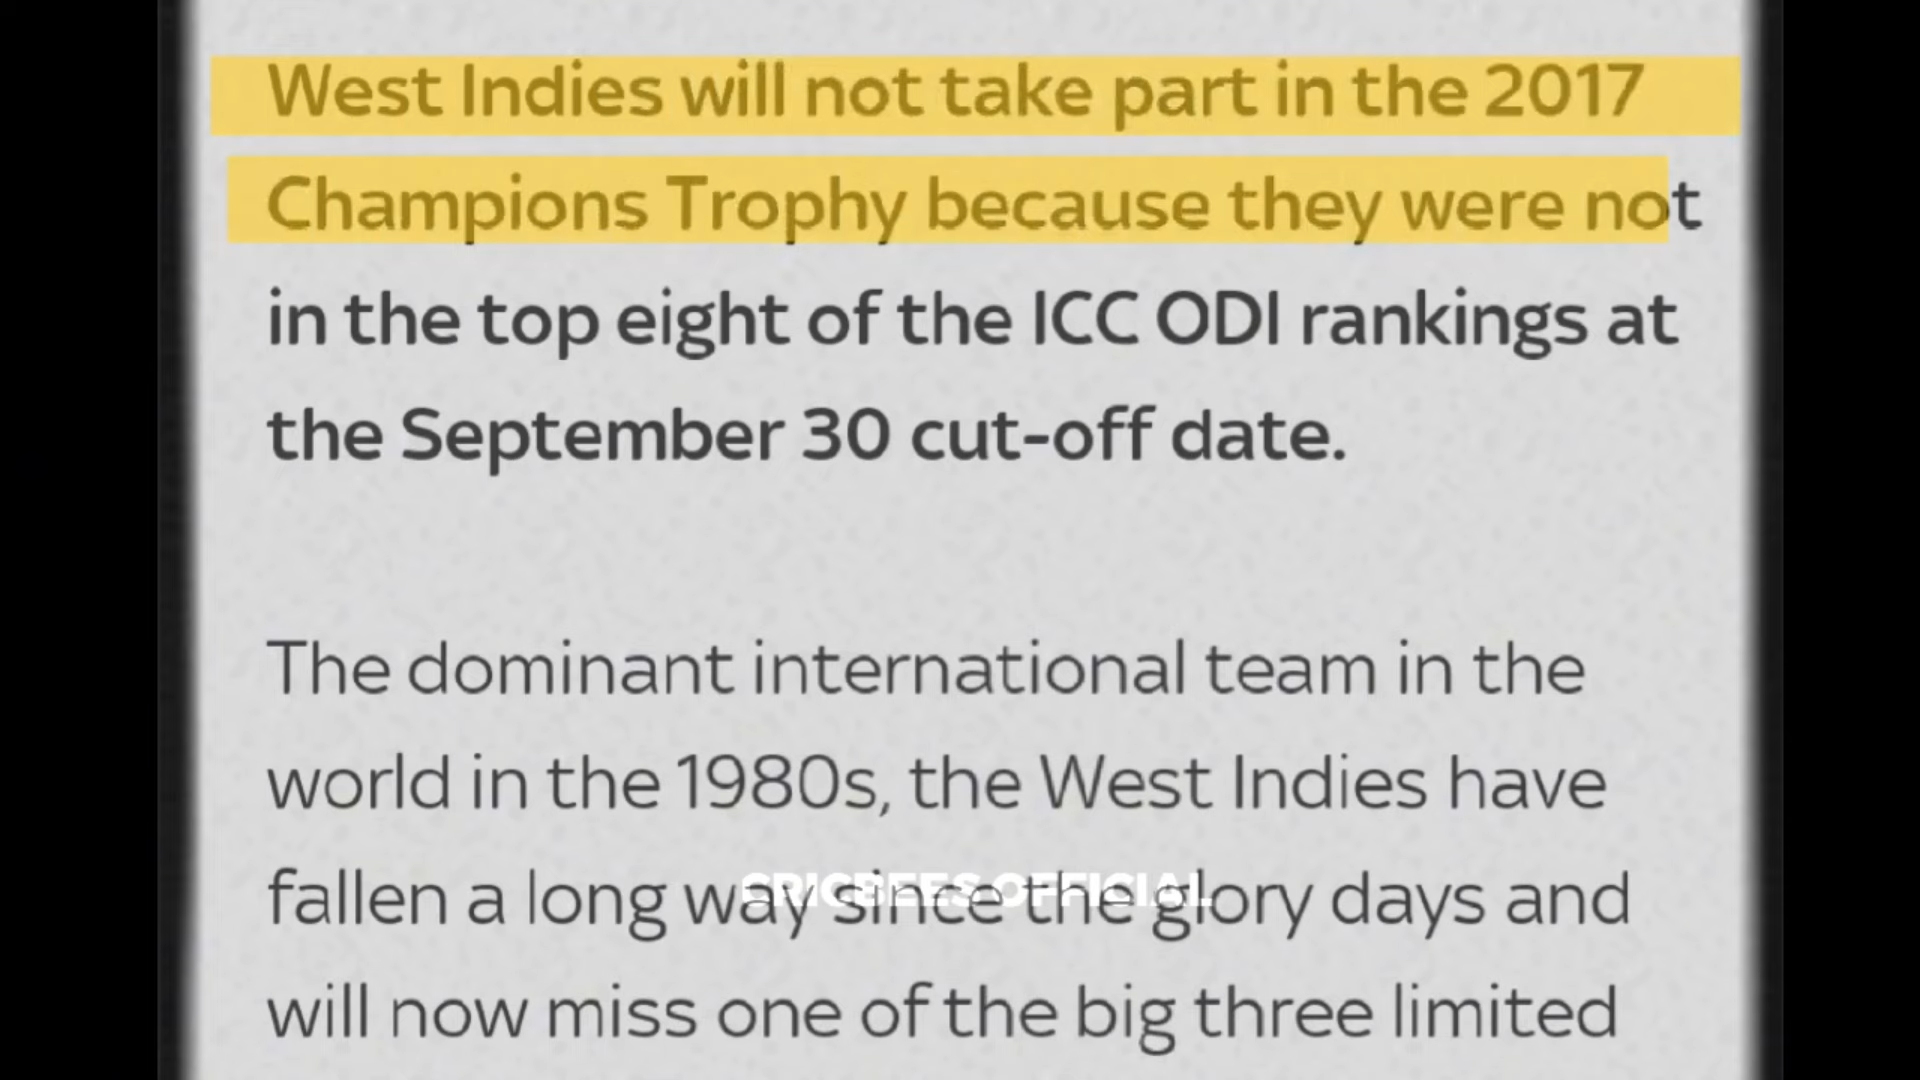 West Indies will not take part in the 2017
Champions Trophy because they were not
in the top eight of the ICC ODI rankings at
the September 30 cut-off date.
The dominant international team in the
world in the 1980s, the West Indies have
fallen a long way since the glory days and
CRICBEES OFFICIAL
will now miss one of the big three limited